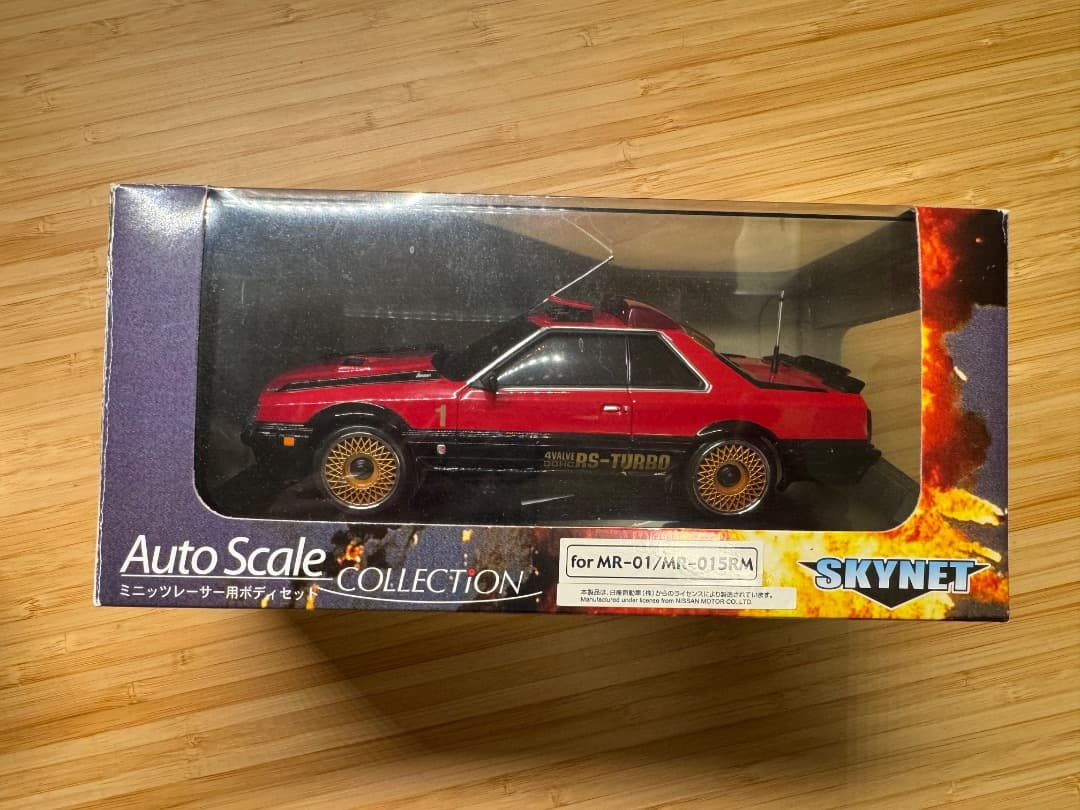 1
4VALVE
DOHC RS-TURBO
Auto Scale
COLLECTiON
ミニッツレーサー用ボディセット
for MR-01/MR-015RM
本製品は、日産自動車(株)からのライセンスにより製造されています。
Manufactured under license from NISSAN MOTOR CO., LTD.
SKYNET